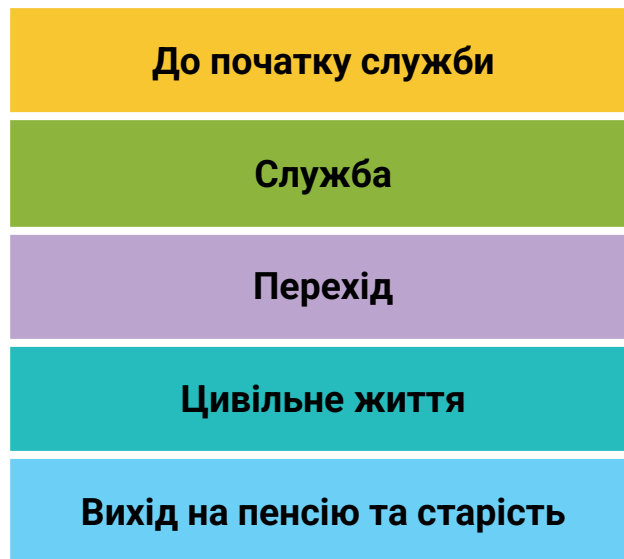 До початку служби
Служба
Перехід
Цивільне життя
Вихід на пенсію та старість